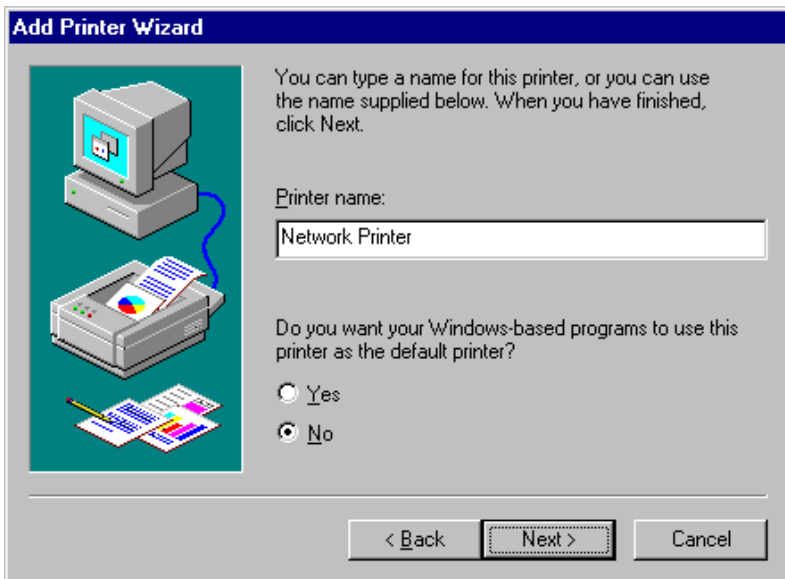 Add Printer Wizard
You can type a name for this printer, or you can use
the name supplied below. When you have finished,
click Next.
Printer name:
Network Printer
Do you want your Windows-based programs to use this
printer as the default printer?
Yes
No
< Back
Next >
Cancel